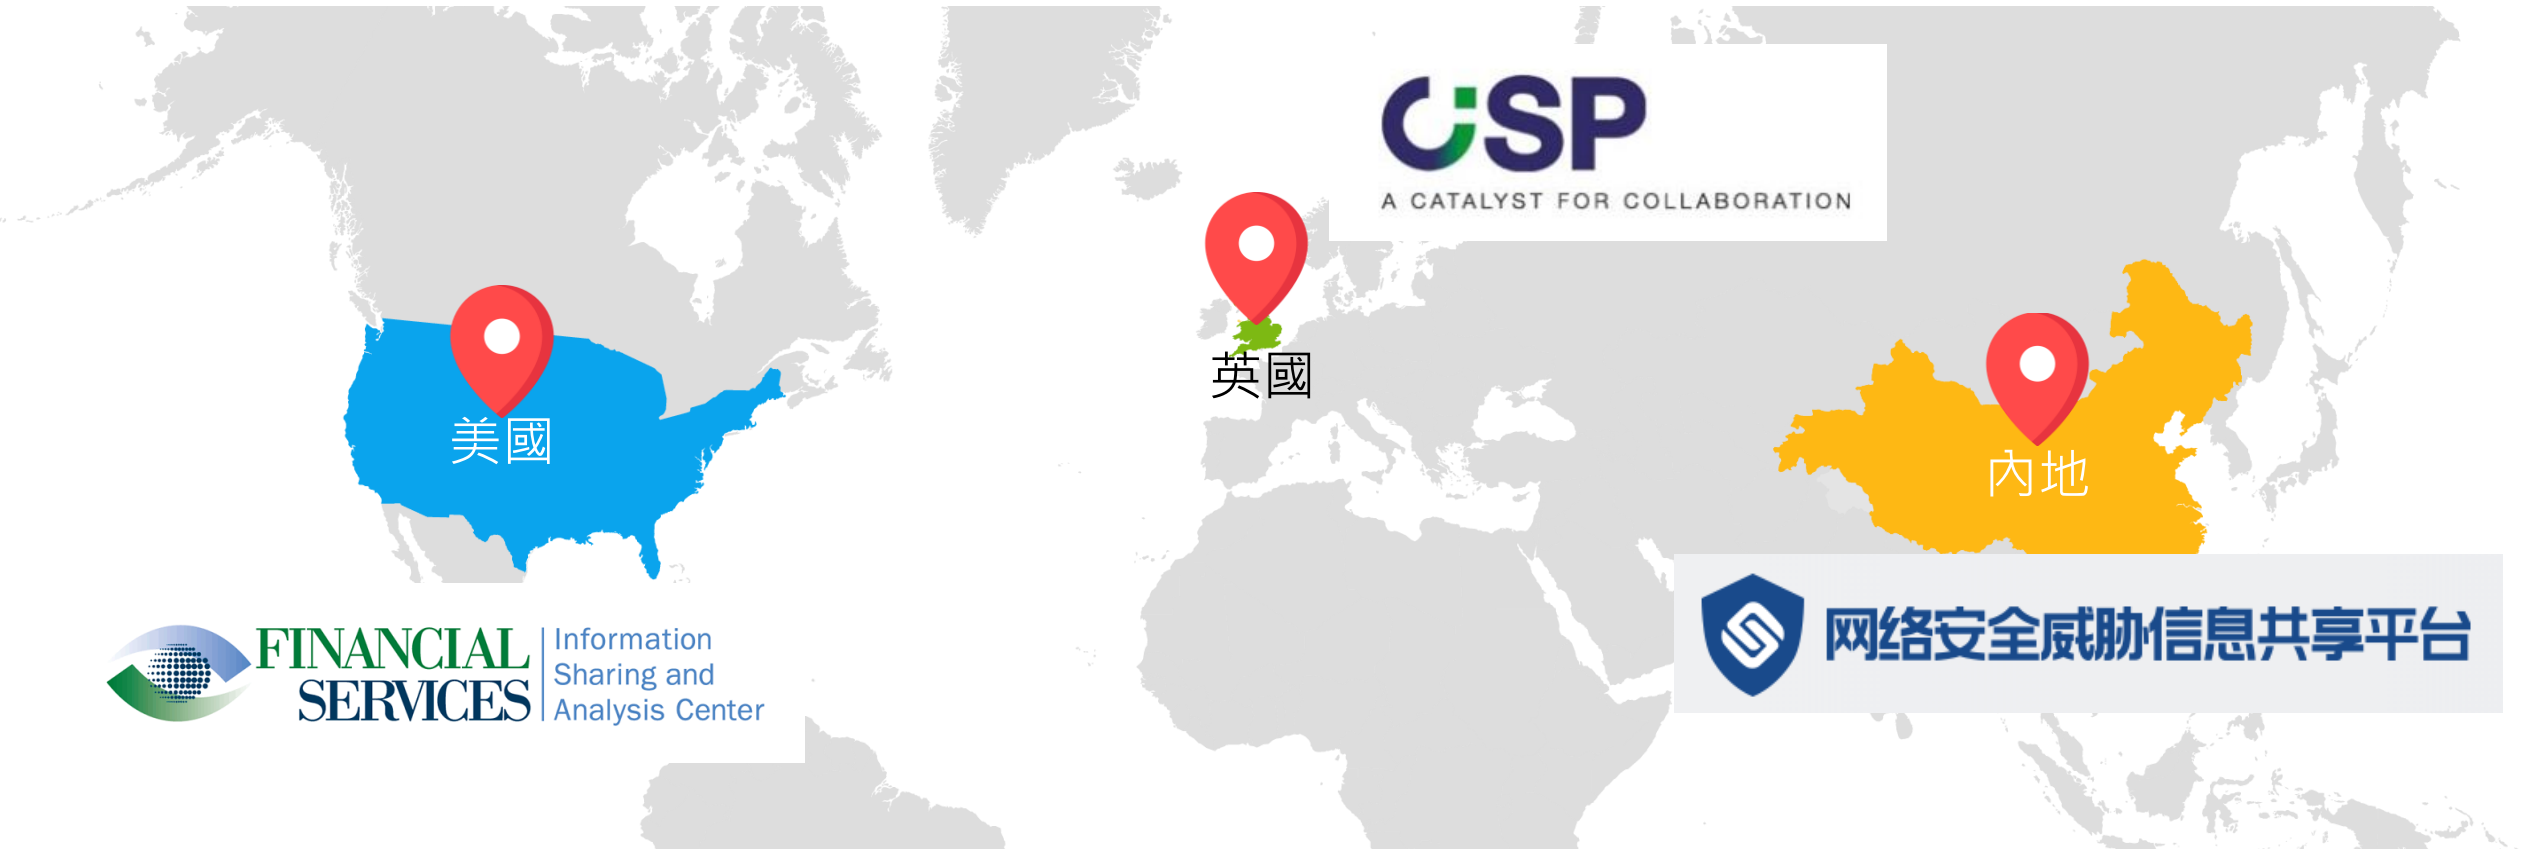 CiSP
A CATALYST FOR COLLABORATION
英國
美國
內地
FINANCIAL
SERVICES
Information
Sharing and
Analysis Center
网络安全威胁信息共享平台